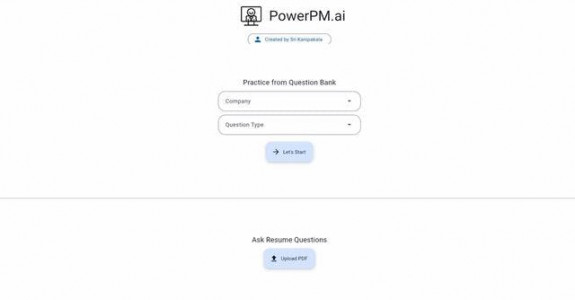 PowerPM.ai
Created by Sri Kanipakala
Practice from Question Bank
Company
Question Type
Let's Start
Ask Resume Questions
Upload PDF